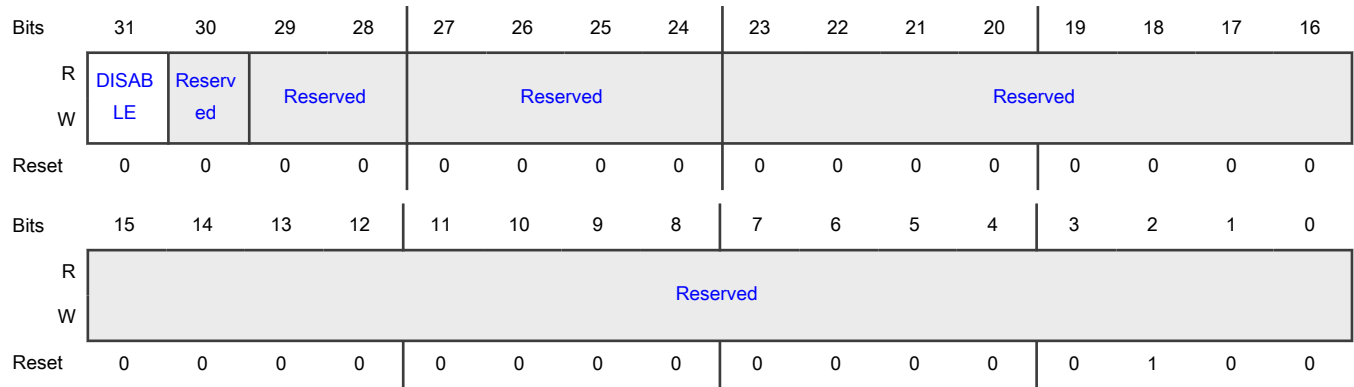 Bits 31 30 29 28 27 26 25 24 23 22 21 20 19 18 17 16
R DISAB Reserv Reserved Reserved Reserved
W LE ed
Reset 0 0 0 0 0 0 0 0 0 0 0 0 0 0 0 0
Bits 15 14 13 12 11 10 9 8 7 6 5 4 3 2 1 0
R
Reserved
W
Reset 0 0 0 0 0 0 0 0 0 0 0 0 0 1 0 0